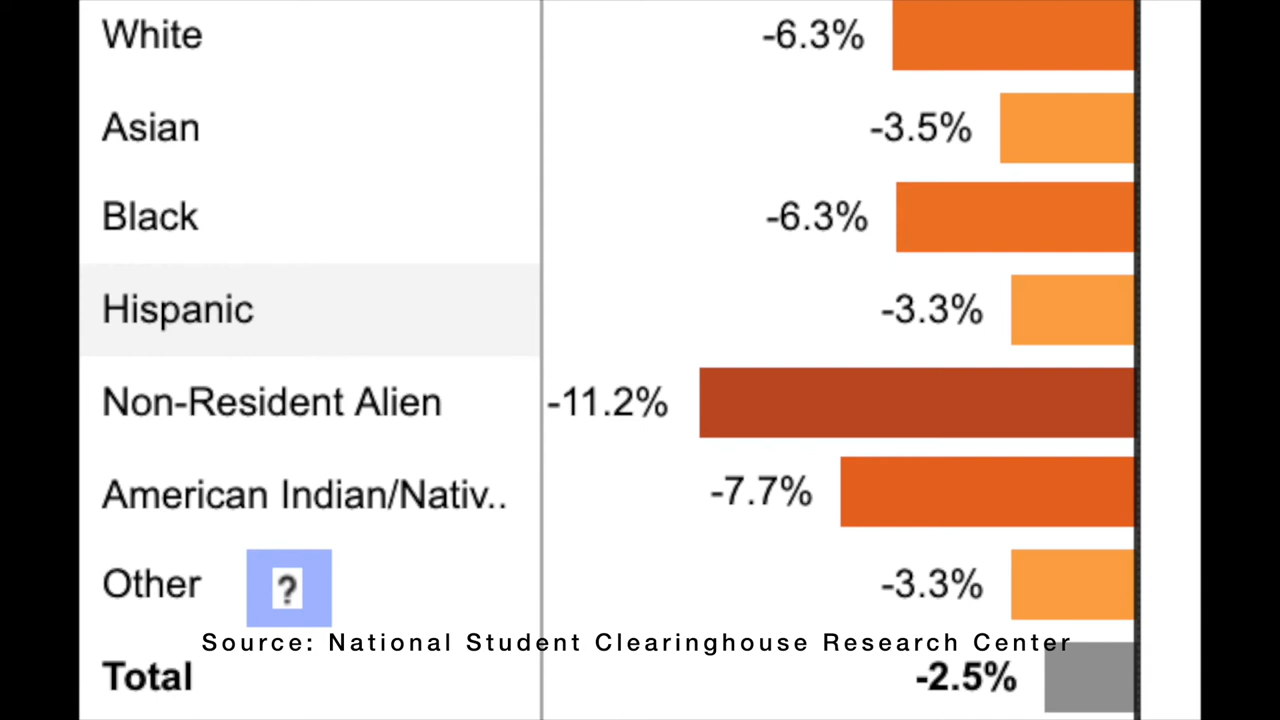 White -6.3%
Asian -3.5%
Black -6.3%
Hispanic -3.3%
Non-Resident Alien -11.2%
American Indian/Nativ.. -7.7%
Other ? -3.3%
Source: National Student Clearinghouse Research Center
Total -2.5%